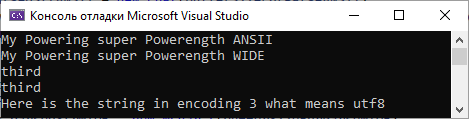 Консоль отладки Microsoft Visual Studio
My Powering super Powerength ANSII
My Powering super Powerength WIDE
third
third
Here is the string in encoding 3 what means utf8